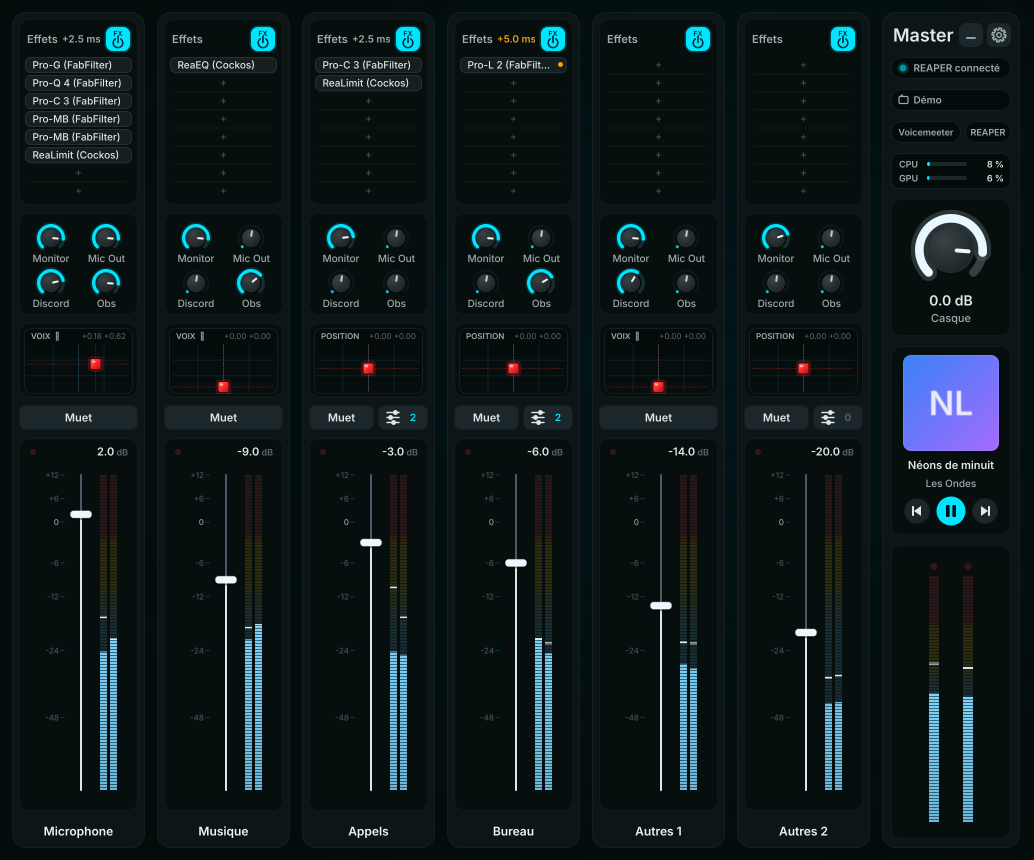 Effets +2.5 ms FX
Pro-G (FabFilter)
Pro-Q 4 (FabFilter)
Pro-C 3 (FabFilter)
Pro-MB (FabFilter)
Pro-MB (FabFilter)
ReaLimit (Cockos)
+
+
Monitor Mic Out
Discord Obs
VOIX +0.18 +0.62
Muet
2.0 dB
+12
+6
0
-6
-12
-24
-48
Microphone
Effets FX
ReaEQ (Cockos)
+
+
+
+
+
+
+
Monitor Mic Out
Discord Obs
VOIX +0.00 +0.00
Muet
-9.0 dB
+12
+6
0
-6
-12
-24
-48
Musique
Effets +2.5 ms FX
Pro-C 3 (FabFilter)
ReaLimit (Cockos)
+
+
+
+
+
+
Monitor Mic Out
Discord Obs
POSITION +0.00 +0.00
Muet 2
-3.0 dB
+12
+6
0
-6
-12
-24
-48
Appels
Effets +5.0 ms FX
Pro-L 2 (FabFilt...
+
+
+
+
+
+
+
Monitor Mic Out
Discord Obs
POSITION +0.00 +0.00
Muet 2
-6.0 dB
+12
+6
0
-6
-12
-24
-48
Bureau
Effets FX
+
+
+
+
+
+
+
+
Monitor Mic Out
Discord Obs
VOIX +0.00 +0.00
Muet
-14.0 dB
+12
+6
0
-6
-12
-24
-48
Autres 1
Effets FX
+
+
+
+
+
+
+
+
Monitor Mic Out
Discord Obs
POSITION +0.00 +0.00
Muet 0
-20.0 dB
+12
+6
0
-6
-12
-24
-48
Autres 2
Master
REAPER connecté
Démo
Voicemeeter REAPER
CPU 8 %
GPU 6 %
0.0 dB
Casque
NL
Néons de minuit
Les Ondes